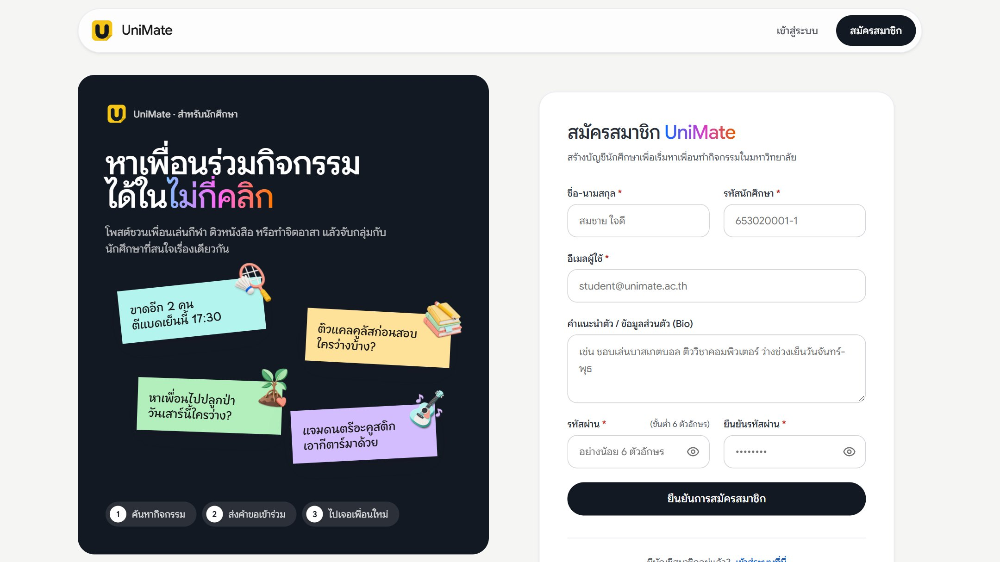 UniMate
เข้าสู่ระบบ
สมัครสมาชิก
UniMate · สำหรับนักศึกษา
หาเพื่อนร่วมกิจกรรม
ได้ในไม่กี่คลิก
โพสต์ชวนเพื่อนเล่นกีฬา ติวหนังสือ หรือทำจิตอาสา แล้วจับกลุ่มกับ
นักศึกษาที่สนใจเรื่องเดียวกัน
ขาดอีก 2 คน
ตีแบดเย็นนี้ 17:30
ติวแคลคูลัสก่อนสอบ
ใครว่างบ้าง?
หาเพื่อนไปปลูกป่า
วันเสาร์นี้ใครว่าง?
แจมดนตรีอะคูสติก
เอากีตาร์มาด้วย
1 ค้นหากิจกรรม
2 ส่งคำขอเข้าร่วม
3 ไปเจอเพื่อนใหม่
สมัครสมาชิก UniMate
สร้างบัญชีนักศึกษาเพื่อเริ่มหาเพื่อนทำกิจกรรมในมหาวิทยาลัย
ชื่อ-นามสกุล *
สมชาย ใจดี
รหัสนักศึกษา *
653020001-1
อีเมลผู้ใช้ *
student@unimate.ac.th
คำแนะนำตัว / ข้อมูลส่วนตัว (Bio)
เช่น ชอบเล่นบาสเกตบอล ติววิชาคอมพิวเตอร์ ว่างช่วงเย็นวันจันทร์-
พุธ
รหัสผ่าน * (ขั้นต่ำ 6 ตัวอักษร)
อย่างน้อย 6 ตัวอักษร
ยืนยันรหัสผ่าน *
••••••••
ยืนยันการสมัครสมาชิก
มีบัญชีสมาชิกอยู่แล้ว? เข้าสู่ระบบที่นี่